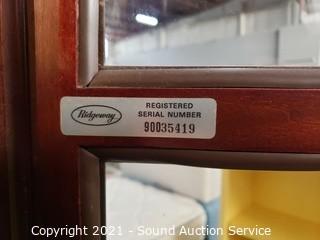 Ridgeway
REGISTERED
SERIAL NUMBER
90035419
Copyright 2021 - Sound Auction Service